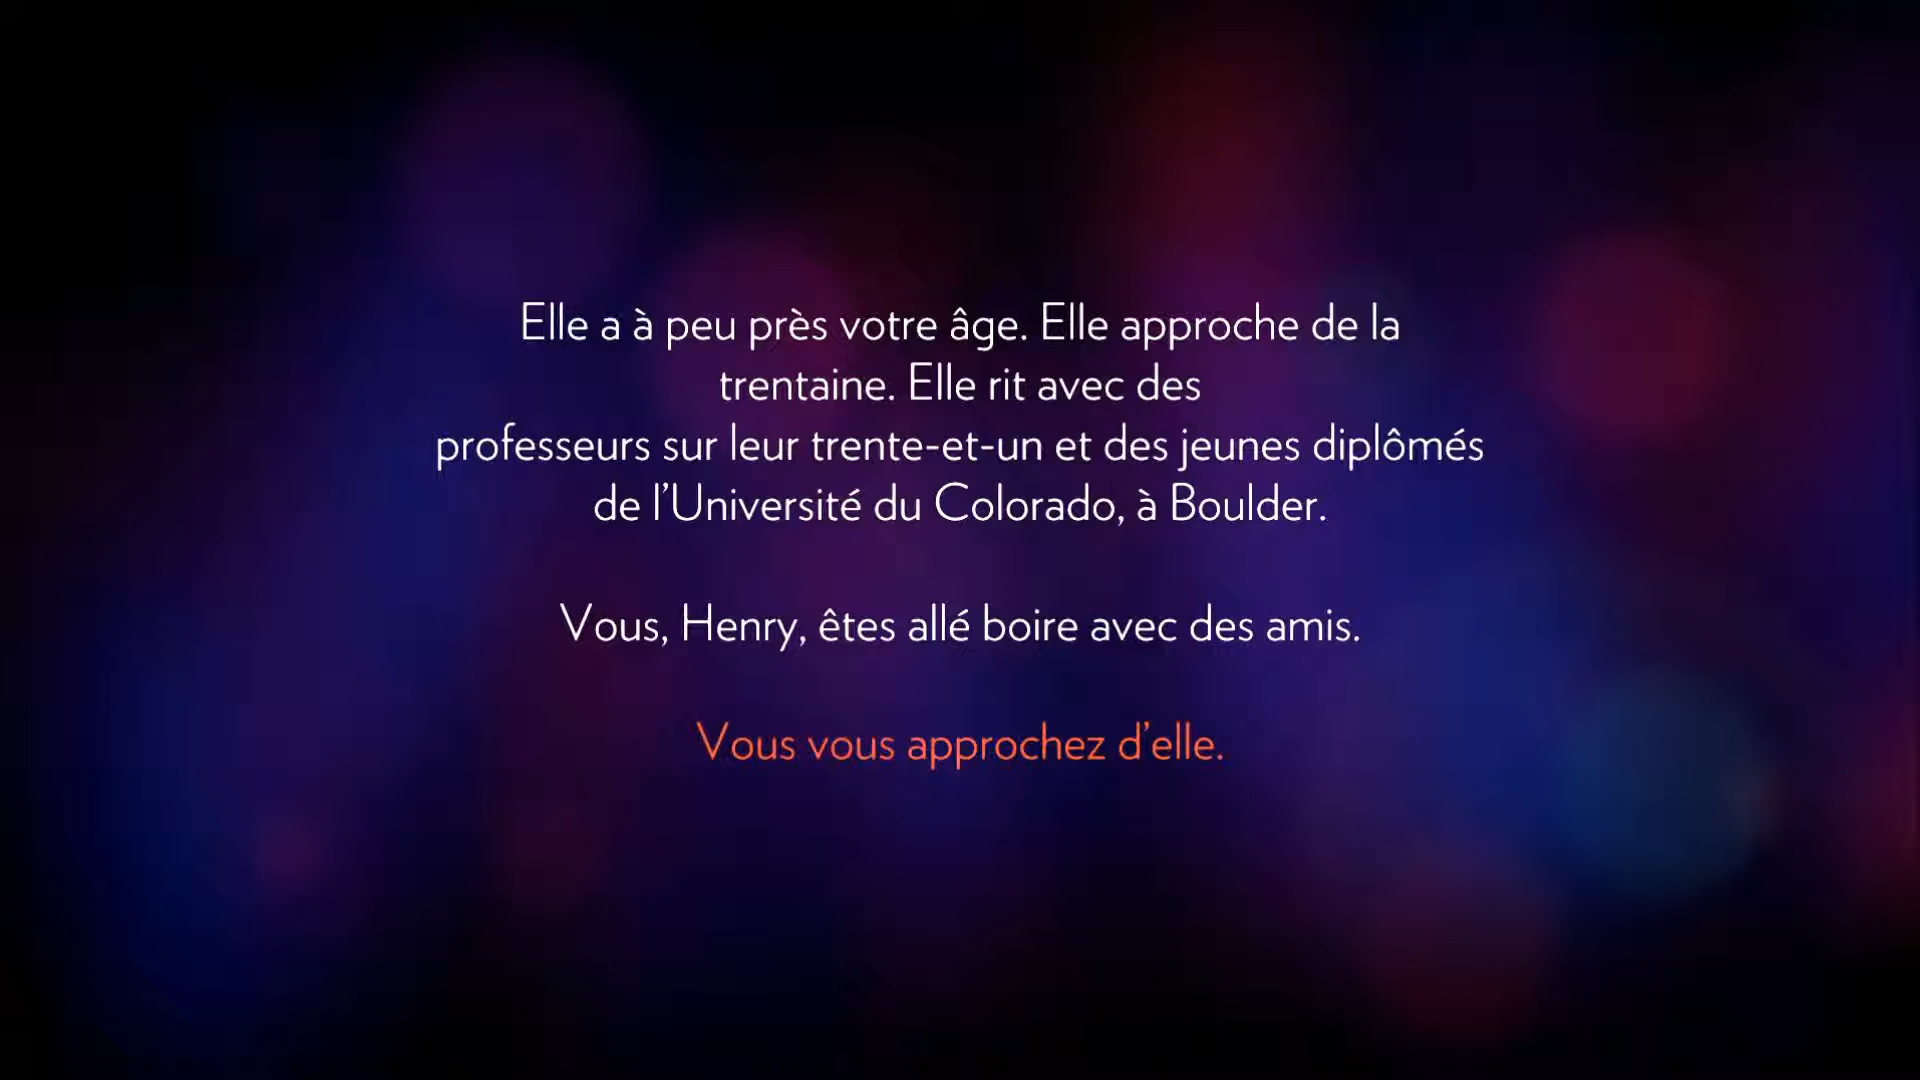 Elle a à peu près votre âge. Elle approche de la
trentaine. Elle rit avec des
professeurs sur leur trente-et-un et des jeunes diplômés
de l’Université du Colorado, à Boulder.
Vous, Henry, êtes allé boire avec des amis.
Vous vous approchez d’elle.